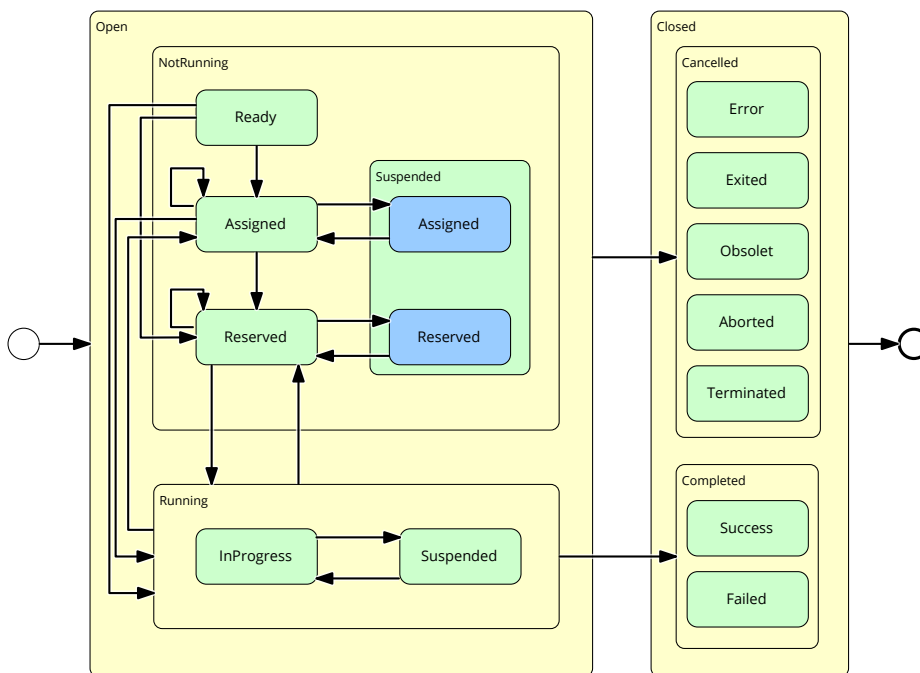 Open
NotRunning
Ready
Assigned
Reserved
Suspended
Assigned
Reserved
Running
InProgress
Suspended
Closed
Cancelled
Error
Exited
Obsolet
Aborted
Terminated
Completed
Success
Failed